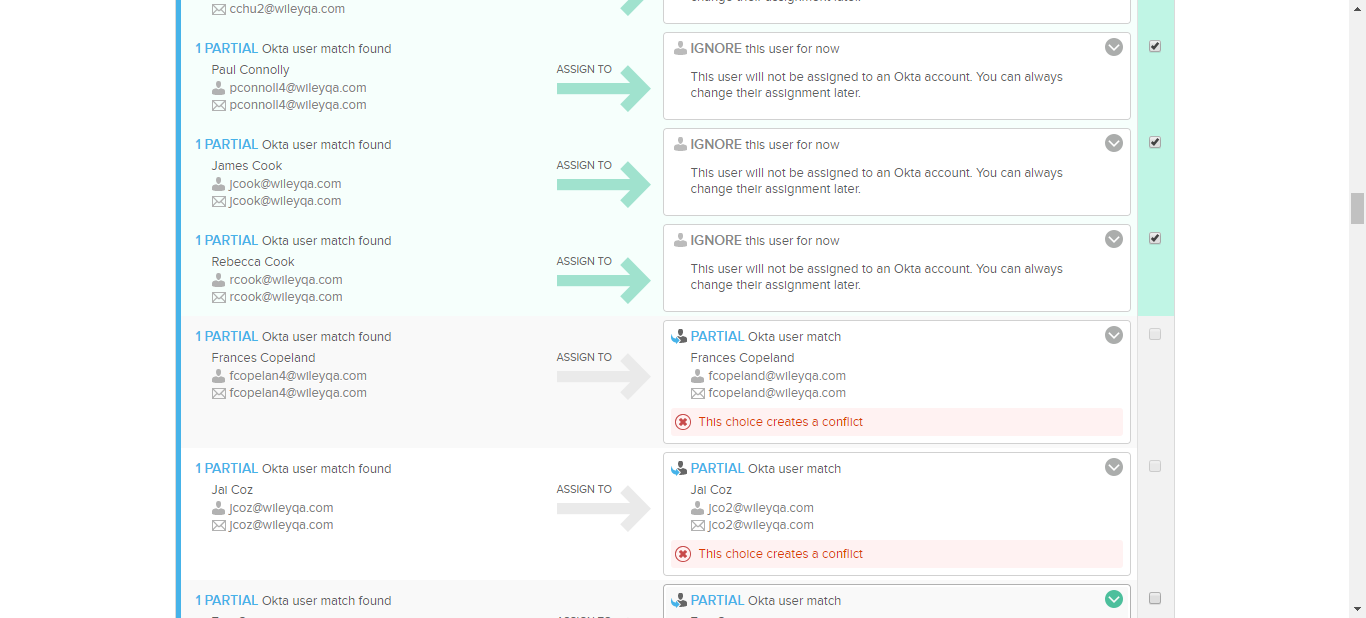 cchu2@wileyqa.com
change their assignment later.
1 PARTIAL Okta user match found
Paul Connolly
pconnoll4@wileyqa.com
pconnoll4@wileyqa.com
ASSIGN TO
IGNORE this user for now
This user will not be assigned to an Okta account. You can always
change their assignment later.
1 PARTIAL Okta user match found
James Cook
jcook@wileyqa.com
jcook@wileyqa.com
ASSIGN TO
IGNORE this user for now
This user will not be assigned to an Okta account. You can always
change their assignment later.
1 PARTIAL Okta user match found
Rebecca Cook
rcook@wileyqa.com
rcook@wileyqa.com
ASSIGN TO
IGNORE this user for now
This user will not be assigned to an Okta account. You can always
change their assignment later.
1 PARTIAL Okta user match found
Frances Copeland
fcopelan4@wileyqa.com
fcopelan4@wileyqa.com
ASSIGN TO
PARTIAL Okta user match
Frances Copeland
fcopeland@wileyqa.com
fcopeland@wileyqa.com
This choice creates a conflict
1 PARTIAL Okta user match found
Jai Coz
jcoz@wileyqa.com
jcoz@wileyqa.com
ASSIGN TO
PARTIAL Okta user match
Jai Coz
jco2@wileyqa.com
jco2@wileyqa.com
This choice creates a conflict
1 PARTIAL Okta user match found
PARTIAL Okta user match